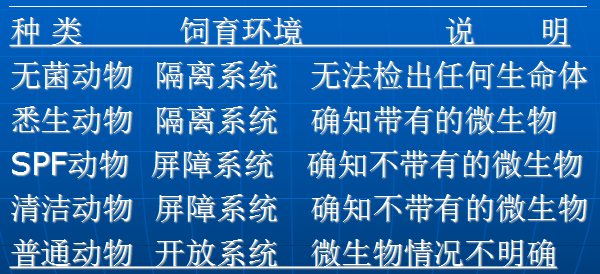 种 类 饲育环境 说 明
无菌动物 隔离系统 无法检出任何生命体
悉生动物 隔离系统 确知带有的微生物
SPF动物 屏障系统 确知不带有的微生物
清洁动物 屏障系统 确知不带有的微生物
普通动物 开放系统 微生物情况不明确